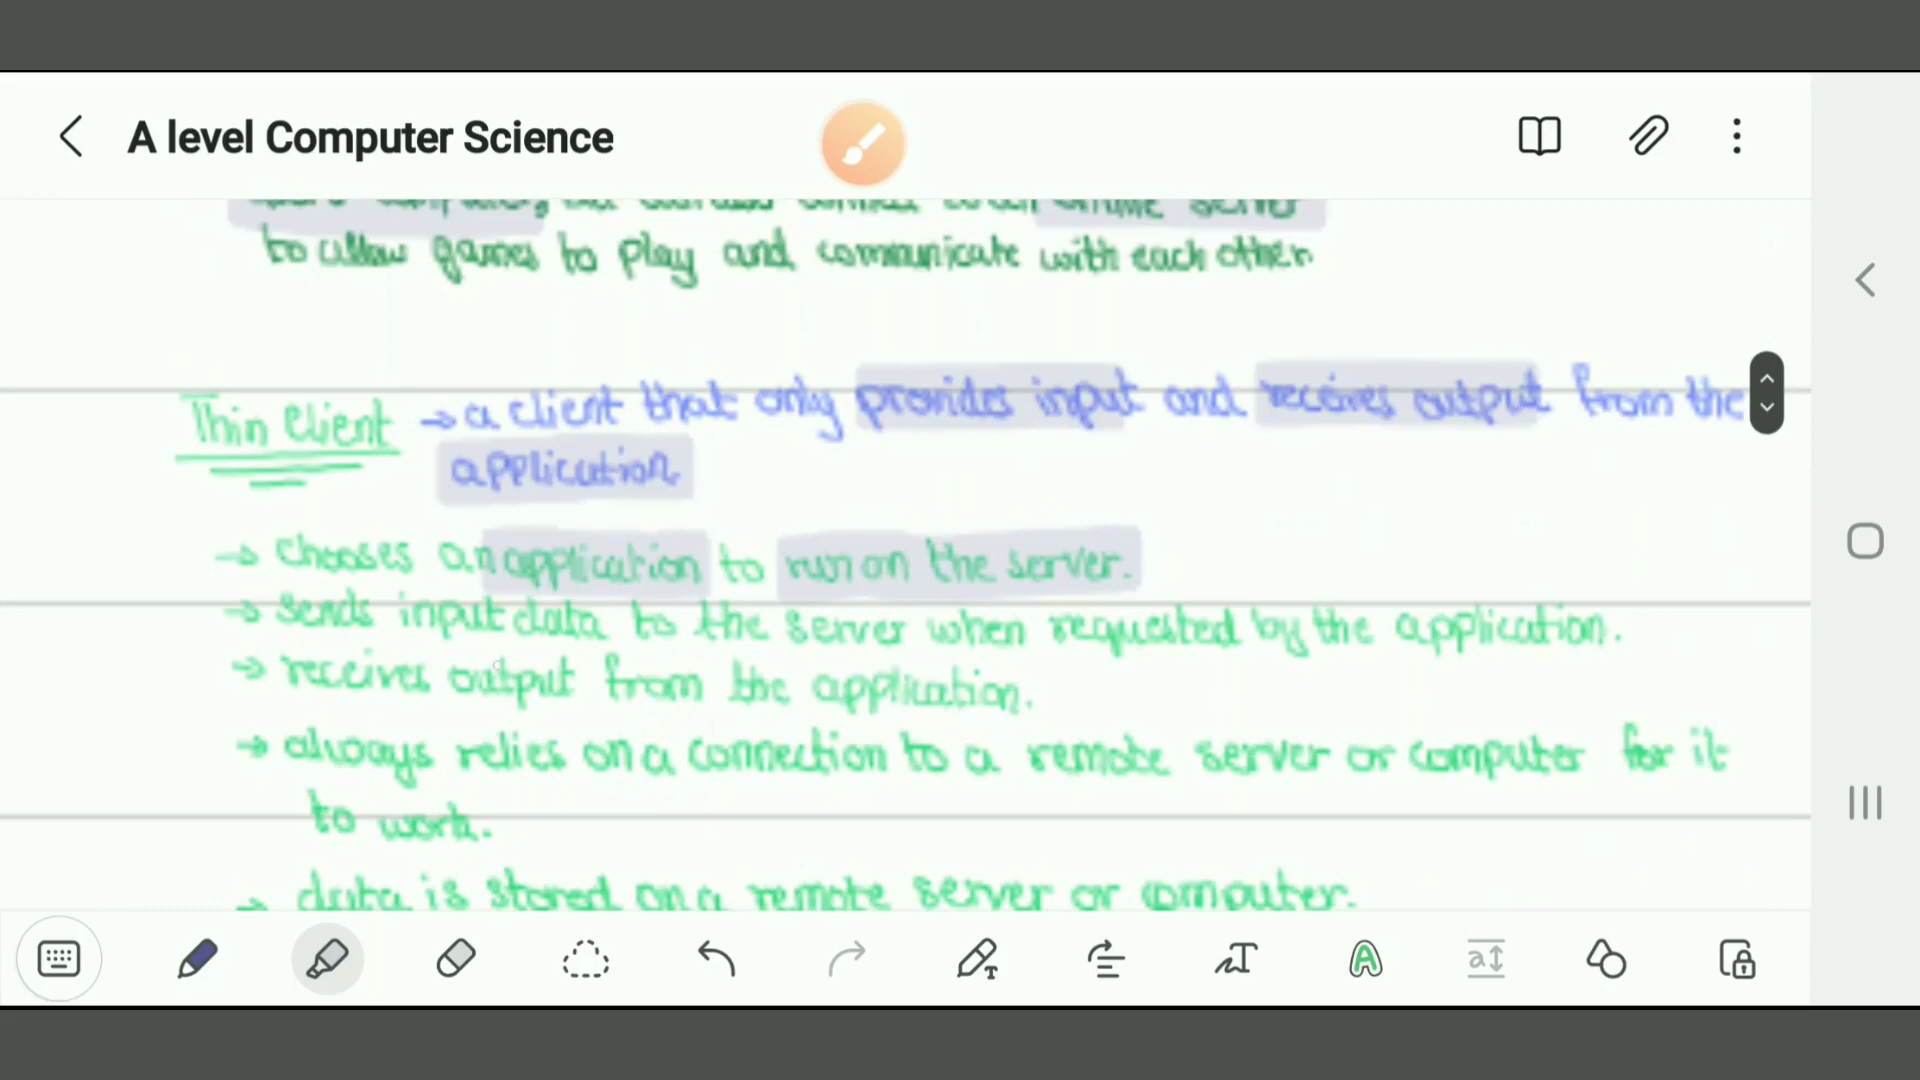 A level Computer Science
online server
to allow games to play and communicate with each other.
Thin Client → a client that only provides input and receives output from the
application.
→ chooses an application to run on the server.
→ sends input data to the server when requested by the application.
→ receives output from the application.
→ always relies on a connection to a remote server or computer for it
to work.
→ data is stored on a remote server or computer.